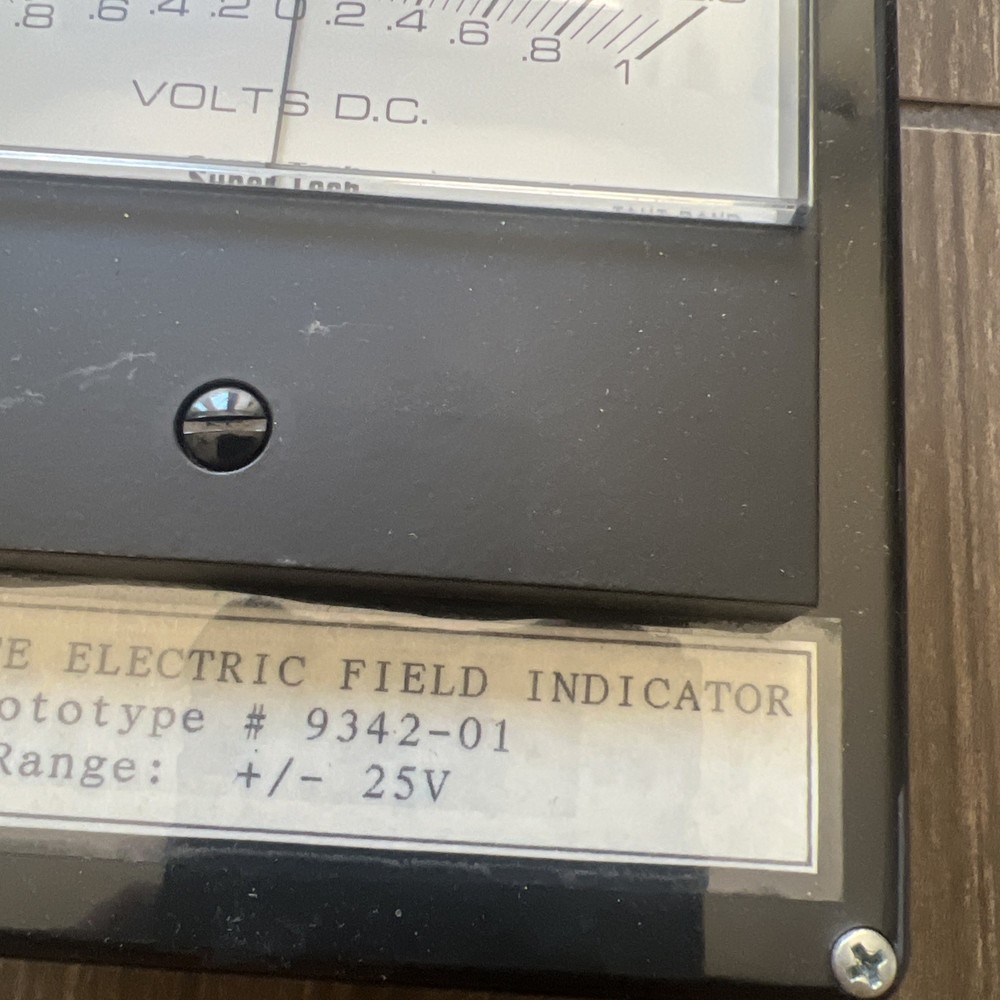 .8 .6 .4 .2 0 .2 .4 .6 .8 1
VOLTS D.C.
TE ELECTRIC FIELD INDICATOR
ototype # 9342-01
Range: +/- 25V